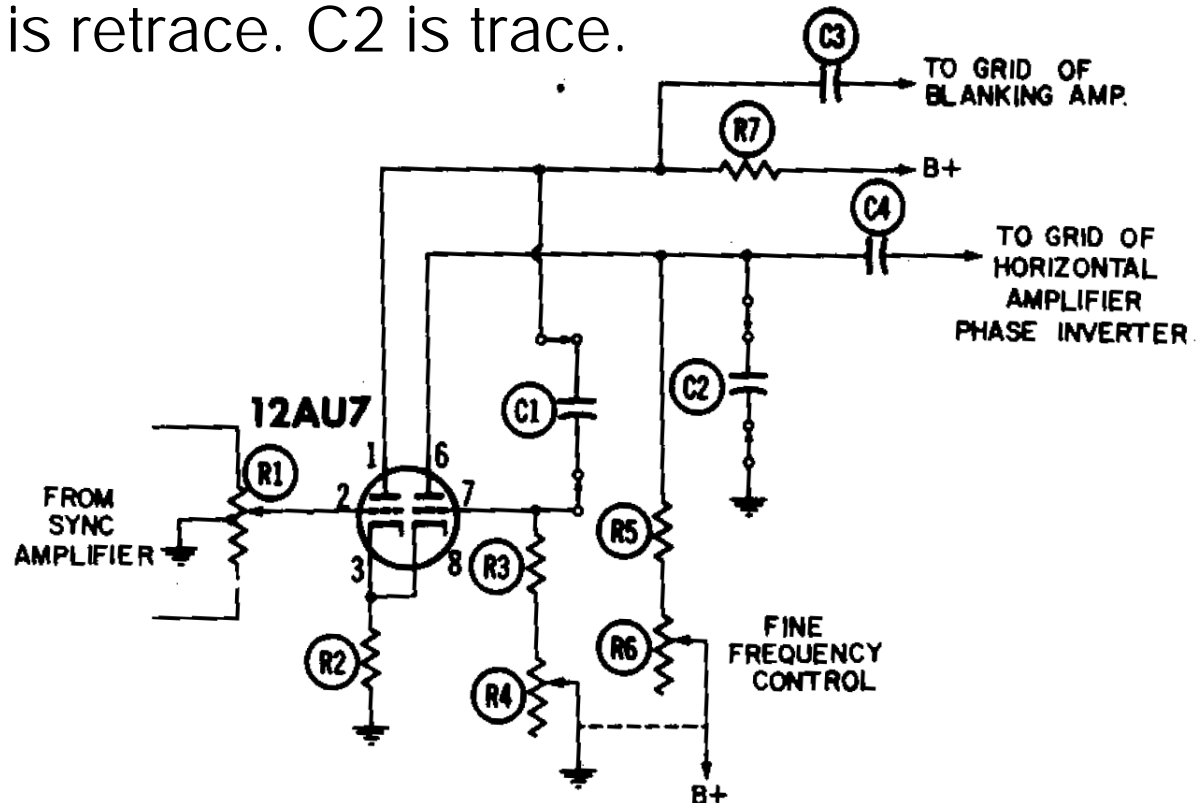 is retrace. C2 is trace.
C3
TO GRID OF
BLANKING AMP.
R7
B+
C4
TO GRID OF
HORIZONTAL
AMPLIFIER
PHASE INVERTER
C1
C2
12AU7
1
6
R1
2
7
FROM
SYNC
AMPLIFIER
3
8
R3
R5
R2
R4
R6
FINE
FREQUENCY
CONTROL
B+